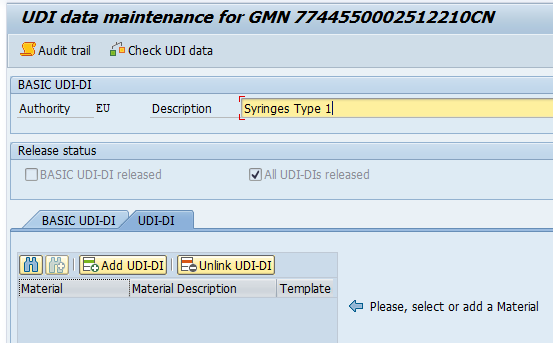 UDI data maintenance for GMN 7744550002512210CN
Audit trail Check UDI data
BASIC UDI-DI
Authority EU Description Syringes Type 1
Release status
BASIC UDI-DI released All UDI-DIs released
BASIC UDI-DI UDI-DI
Add UDI-DI Unlink UDI-DI
Material Material Description Template
Please, select or add a Material